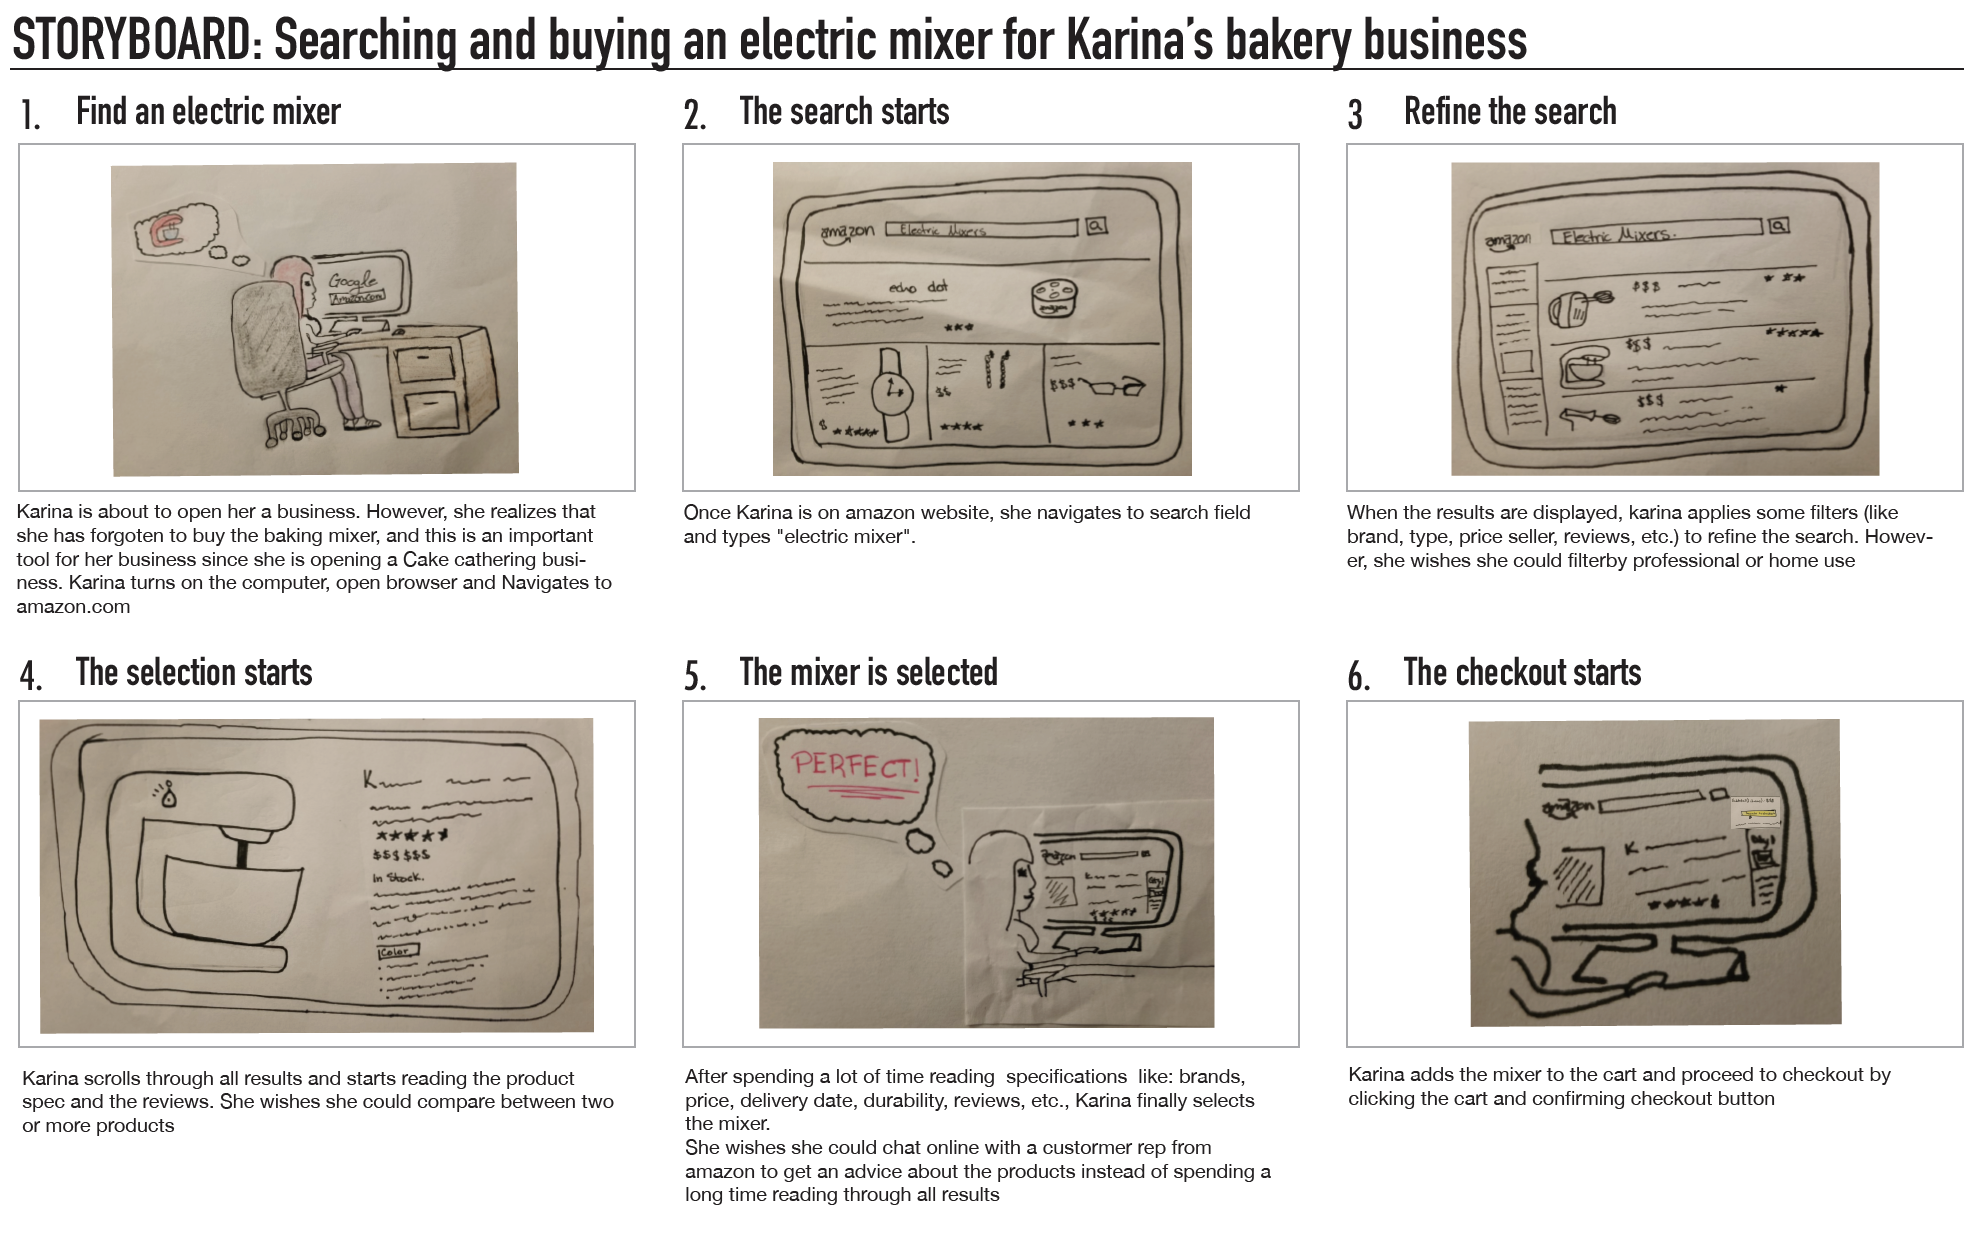 STORYBOARD: Searching and buying an electric mixer for Karina's bakery business
1. Find an electric mixer
Google
Amazon.com
Karina is about to open her a business. However, she realizes that
she has forgoten to buy the baking mixer, and this is an important
tool for her business since she is opening a Cake cathering busi-
ness. Karina turns on the computer, open browser and Navigates to
amazon.com
2. The search starts
amazon Electric Mixers
echo dot
amazon
$$
$$$
$
Once Karina is on amazon website, she navigates to search field
and types "electric mixer".
3 Refine the search
amazon Electric Mixers.
$$$
$$$
$$$
When the results are displayed, karina applies some filters (like
brand, type, price seller, reviews, etc.) to refine the search. Howev-
er, she wishes she could filterby professional or home use
4. The selection starts
K
$$$$$$
In Stock.
Color
Karina scrolls through all results and starts reading the product
spec and the reviews. She wishes she could compare between two
or more products
5. The mixer is selected
PERFECT!
amazon
After spending a lot of time reading specifications like: brands,
price, delivery date, durability, reviews, etc., Karina finally selects
the mixer.
She wishes she could chat online with a custormer rep from
amazon to get an advice about the products instead of spending a
long time reading through all results
6. The checkout starts
amazon
K
Karina adds the mixer to the cart and proceed to checkout by
clicking the cart and confirming checkout button